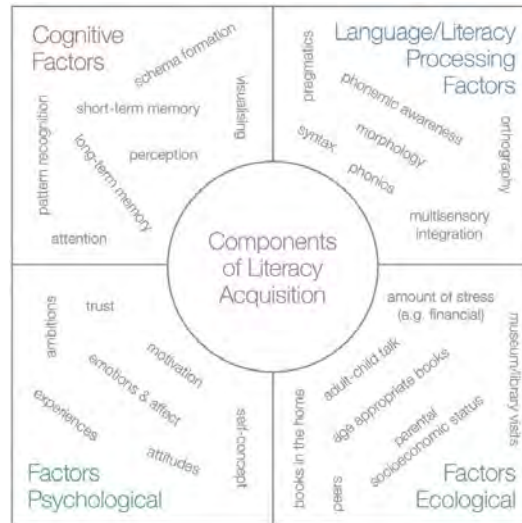 Cognitive
Factors
schema formation
visualising
short-term memory
pattern recognition
long-term memory
perception
attention
Language/Literacy
Processing
Factors
pragmatics
phonemic awareness
orthography
morphology
syntax
phonics
multisensory
integration
Components
of Literacy
Acquisition
ambitions
trust
motivation
emotions & affect
experiences
attitudes
self-concept
Factors
Psychological
amount of stress
(a.g. financial)
museum/library visits
adult-child talk
aga appropriate books
books in the home
parental
socioeconomic status
peers
Factors
Ecological